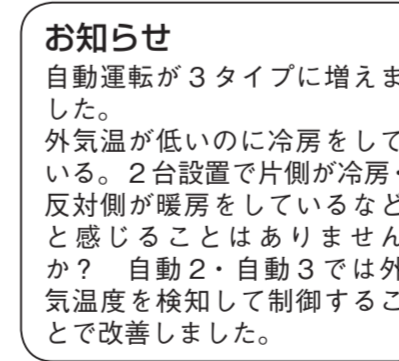 お知らせ
自動運転が3タイプに増えま
した。
外気温が低いのに冷房をして
いる。2台設置で片側が冷房・
反対側が暖房をしているなど
と感じることはありません
か？　自動2・自動3では外
気温度を検知して制御するこ
とで改善しました。